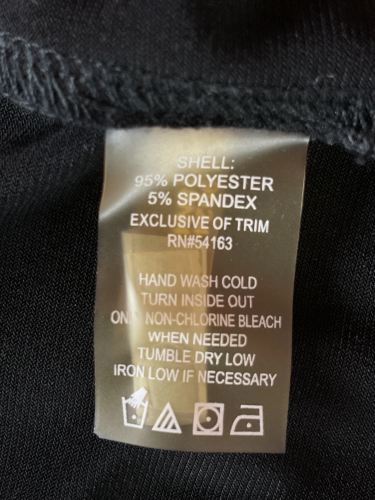 SHELL:
95% POLYESTER
5% SPANDEX
EXCLUSIVE OF TRIM
RN#54163
HAND WASH COLD
TURN INSIDE OUT
ONLY NON-CHLORINE BLEACH
WHEN NEEDED
TUMBLE DRY LOW
IRON LOW IF NECESSARY